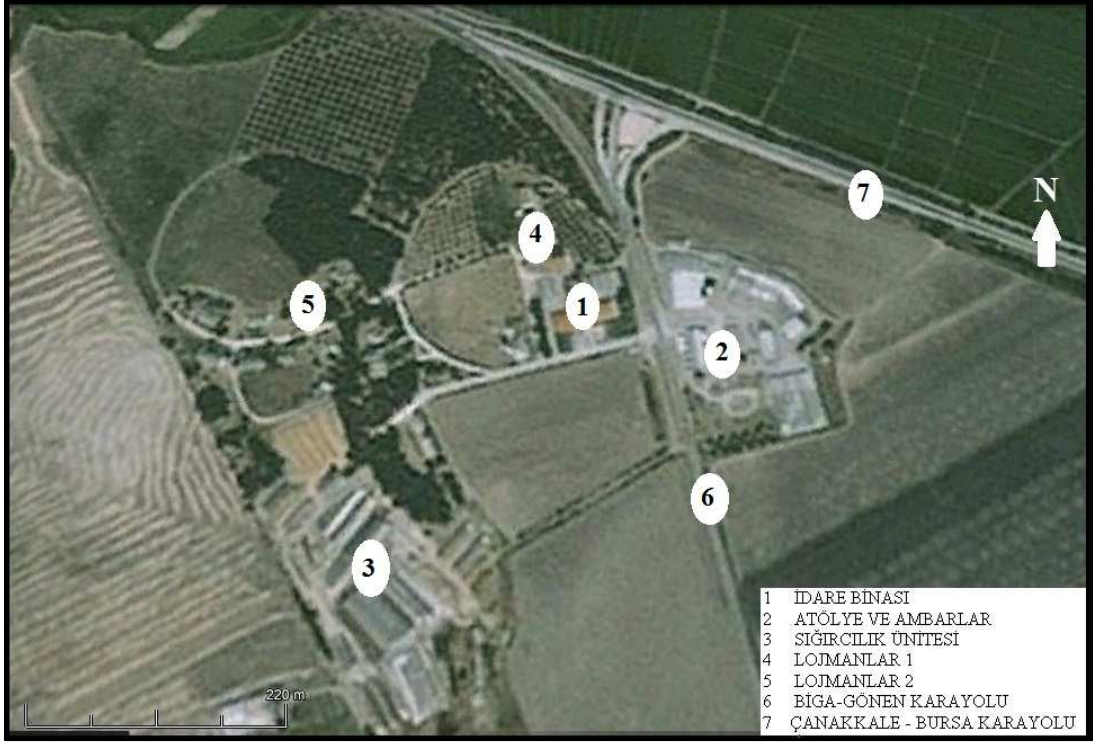 7
N
4
5
1
2
6
3
220 m
1 İDARE BİNASI
2 ATÖLYE VE AMBARLAR
3 SIĞIRCILIK ÜNİTESİ
4 LOJMANLAR 1
5 LOJMANLAR 2
6 BİGA-GÖNEN KARAYOLU
7 ÇANAKKALE - BURSA KARAYOLU